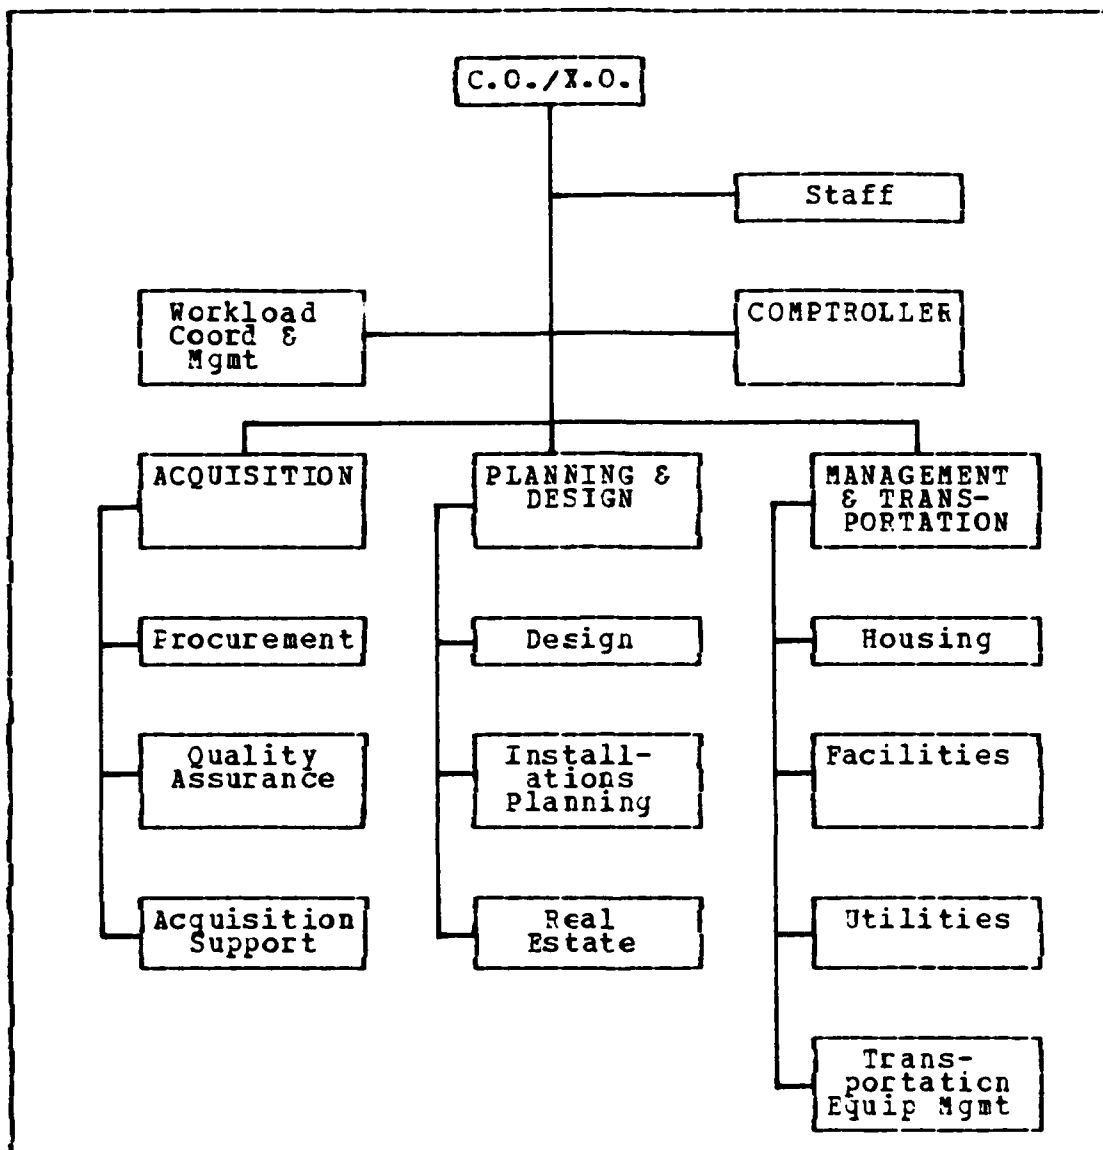 C.O./X.O.
Staff
Workload
Coord &
Mgmt
COMPTROLLER
ACQUISITION
PLANNING &
DESIGN
MANAGEMENT
& TRANS-
PORTATION
Procurement
Design
Housing
Quality
Assurance
Install-
ations
Planning
Facilities
Acquisition
Support
Real
Estate
Utilities
Trans-
portation
Equip Mgmt